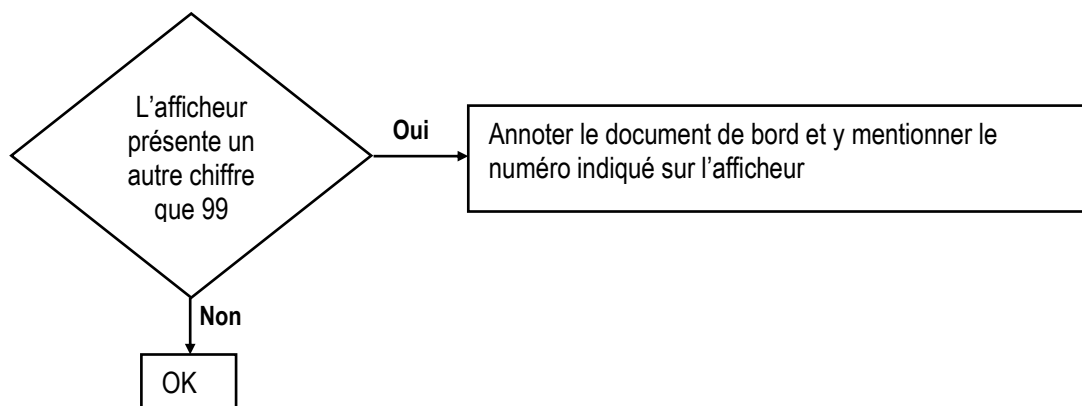 L'afficheur
présente un
autre chiffre
que 99
Oui
Annoter le document de bord et y mentionner le
numéro indiqué sur l'afficheur
Non
OK